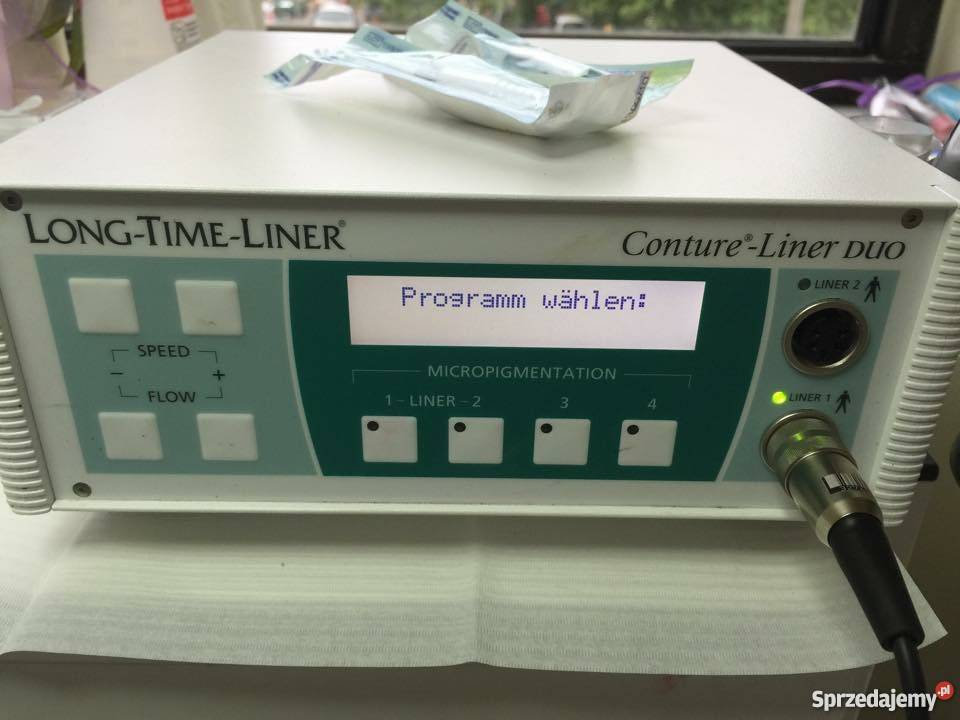 LONG-TIME-LINER®
Conture®-Liner DUO
Programm wählen:
LINER 2
SPEED
- +
FLOW
MICROPIGMENTATION
1 - LINER - 2 3 4
LINER 1
Sprzedajemy.pl